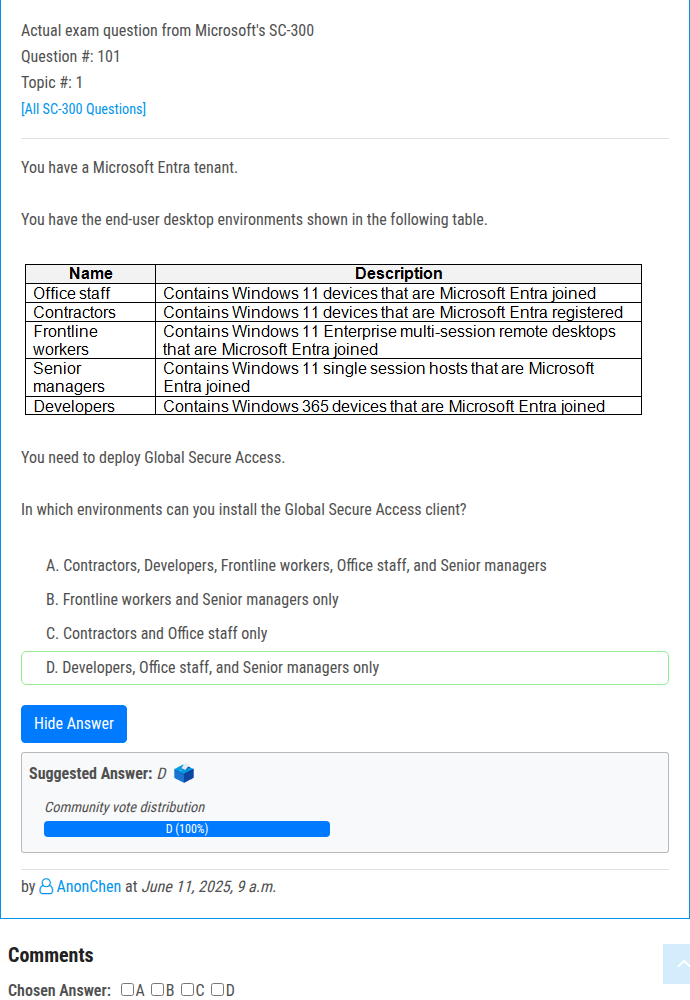 Actual exam question from Microsoft's SC-300
Question #: 101
Topic #: 1
[All SC-300 Questions]
You have a Microsoft Entra tenant.
You have the end-user desktop environments shown in the following table.
Name Description
Office staff Contains Windows 11 devices that are Microsoft Entra joined
Contractors Contains Windows 11 devices that are Microsoft Entra registered
Frontline Contains Windows 11 Enterprise multi-session remote desktops
workers that are Microsoft Entra joined
Senior Contains Windows 11 single session hosts that are Microsoft
managers Entra joined
Developers Contains Windows 365 devices that are Microsoft Entra joined
You need to deploy Global Secure Access.
In which environments can you install the Global Secure Access client?
A. Contractors, Developers, Frontline workers, Office staff, and Senior managers
B. Frontline workers and Senior managers only
C. Contractors and Office staff only
D. Developers, Office staff, and Senior managers only
Hide Answer
Suggested Answer: D
Community vote distribution
D (100%)
by AnonChen at June 11, 2025, 9 a.m.
Comments
Chosen Answer: A B C D